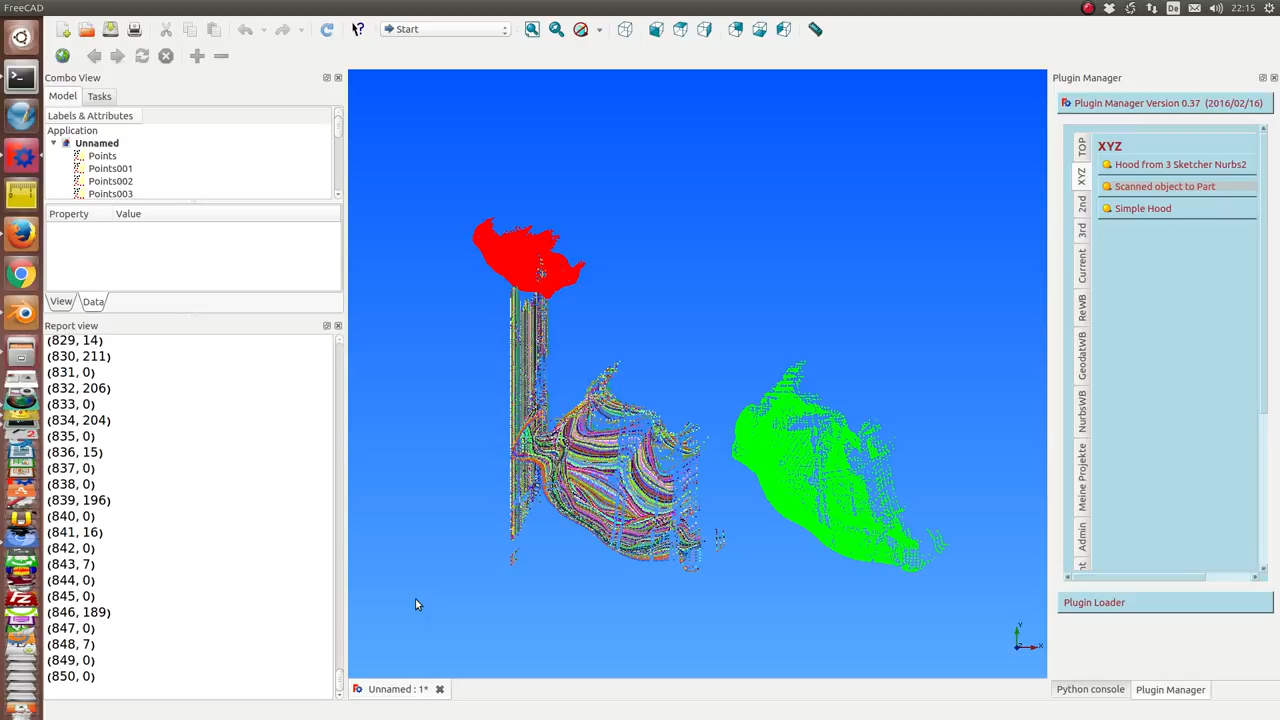 FreeCAD
De
22:15
Start
Combo View
Model
Tasks
Labels & Attributes
Application
Unnamed
Points
Points001
Points002
Points003
Property
Value
View
Data
Report view
(829, 14)
(830, 211)
(831, 0)
(832, 206)
(833, 0)
(834, 204)
(835, 0)
(836, 15)
(837, 0)
(838, 0)
(839, 196)
(840, 0)
(841, 16)
(842, 0)
(843, 7)
(844, 0)
(845, 0)
(846, 189)
(847, 0)
(848, 7)
(849, 0)
(850, 0)
Unnamed : 1*
Y
X
Plugin Manager
Plugin Manager Version 0.37 (2016/02/16)
TOP
XYZ
2nd
3rd
Current
ReWB
GeodatWB
NurbsWB
Meine Projekte
Admin
XYZ
Hood from 3 Sketcher Nurbs2
Scanned object to Part
Simple Hood
Plugin Loader
Python console
Plugin Manager